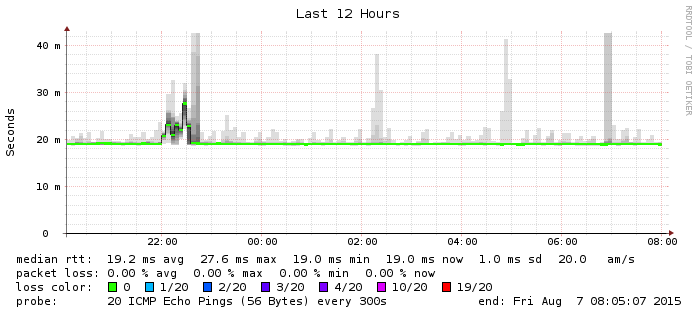 Last 12 Hours
RRDTOOL / TOBI OETIKER
Seconds
40 m
30 m
20 m
10 m
0
22:00 00:00 02:00 04:00 06:00 08:00
median rtt: 19.2 ms avg 27.6 ms max 19.0 ms min 19.0 ms now 1.0 ms sd 20.0 am/s
packet loss: 0.00 % avg 0.00 % max 0.00 % min 0.00 % now
loss color: 0 1/20 2/20 3/20 4/20 10/20 19/20
probe: 20 ICMP Echo Pings (56 Bytes) every 300s end: Fri Aug 7 08:05:07 2015